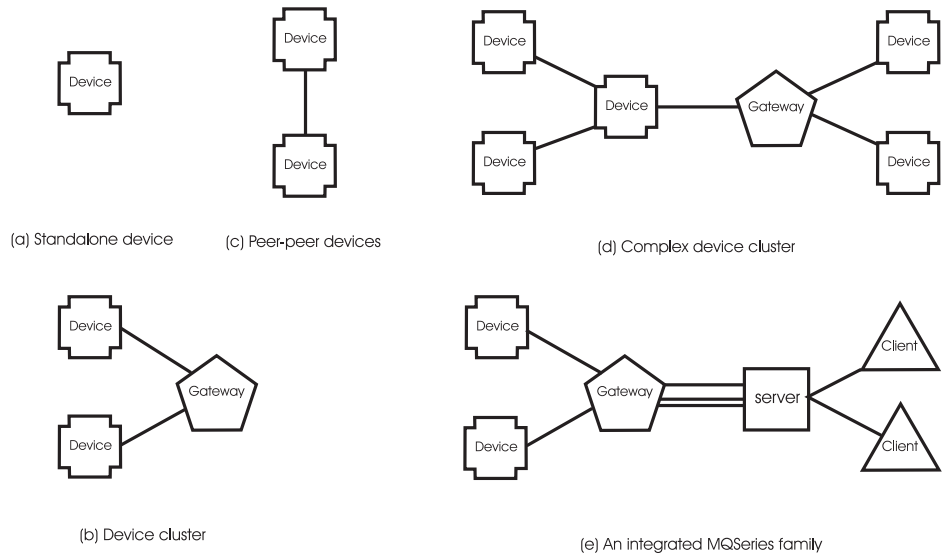 Device
(a) Standalone device
Device
Device
(c) Peer-peer devices
Device
Device
Device
Gateway
Device
Device
(d) Complex device cluster
Device
Device
Gateway
(b) Device cluster
Device
Device
Gateway
server
Client
Client
(e) An integrated MQSeries family